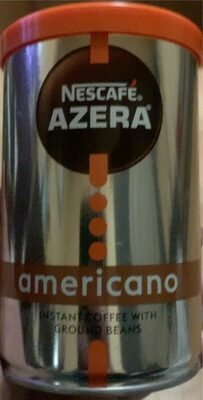 NESCAFÉ®
AZERA®
americano
INSTANT COFFEE WITH
GROUND BEANS